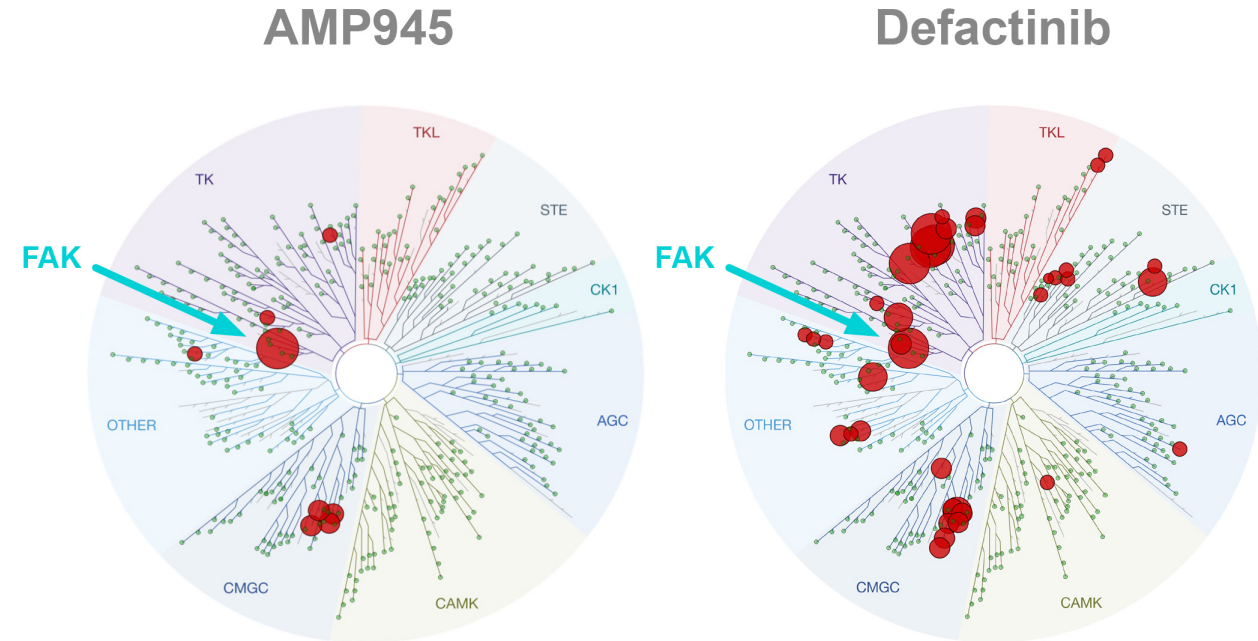 AMP945
Defactinib
TKL
TK
STE
FAK
CK1
OTHER
AGC
CMGC
CAMK
TKL
TK
STE
FAK
CK1
OTHER
AGC
CMGC
CAMK